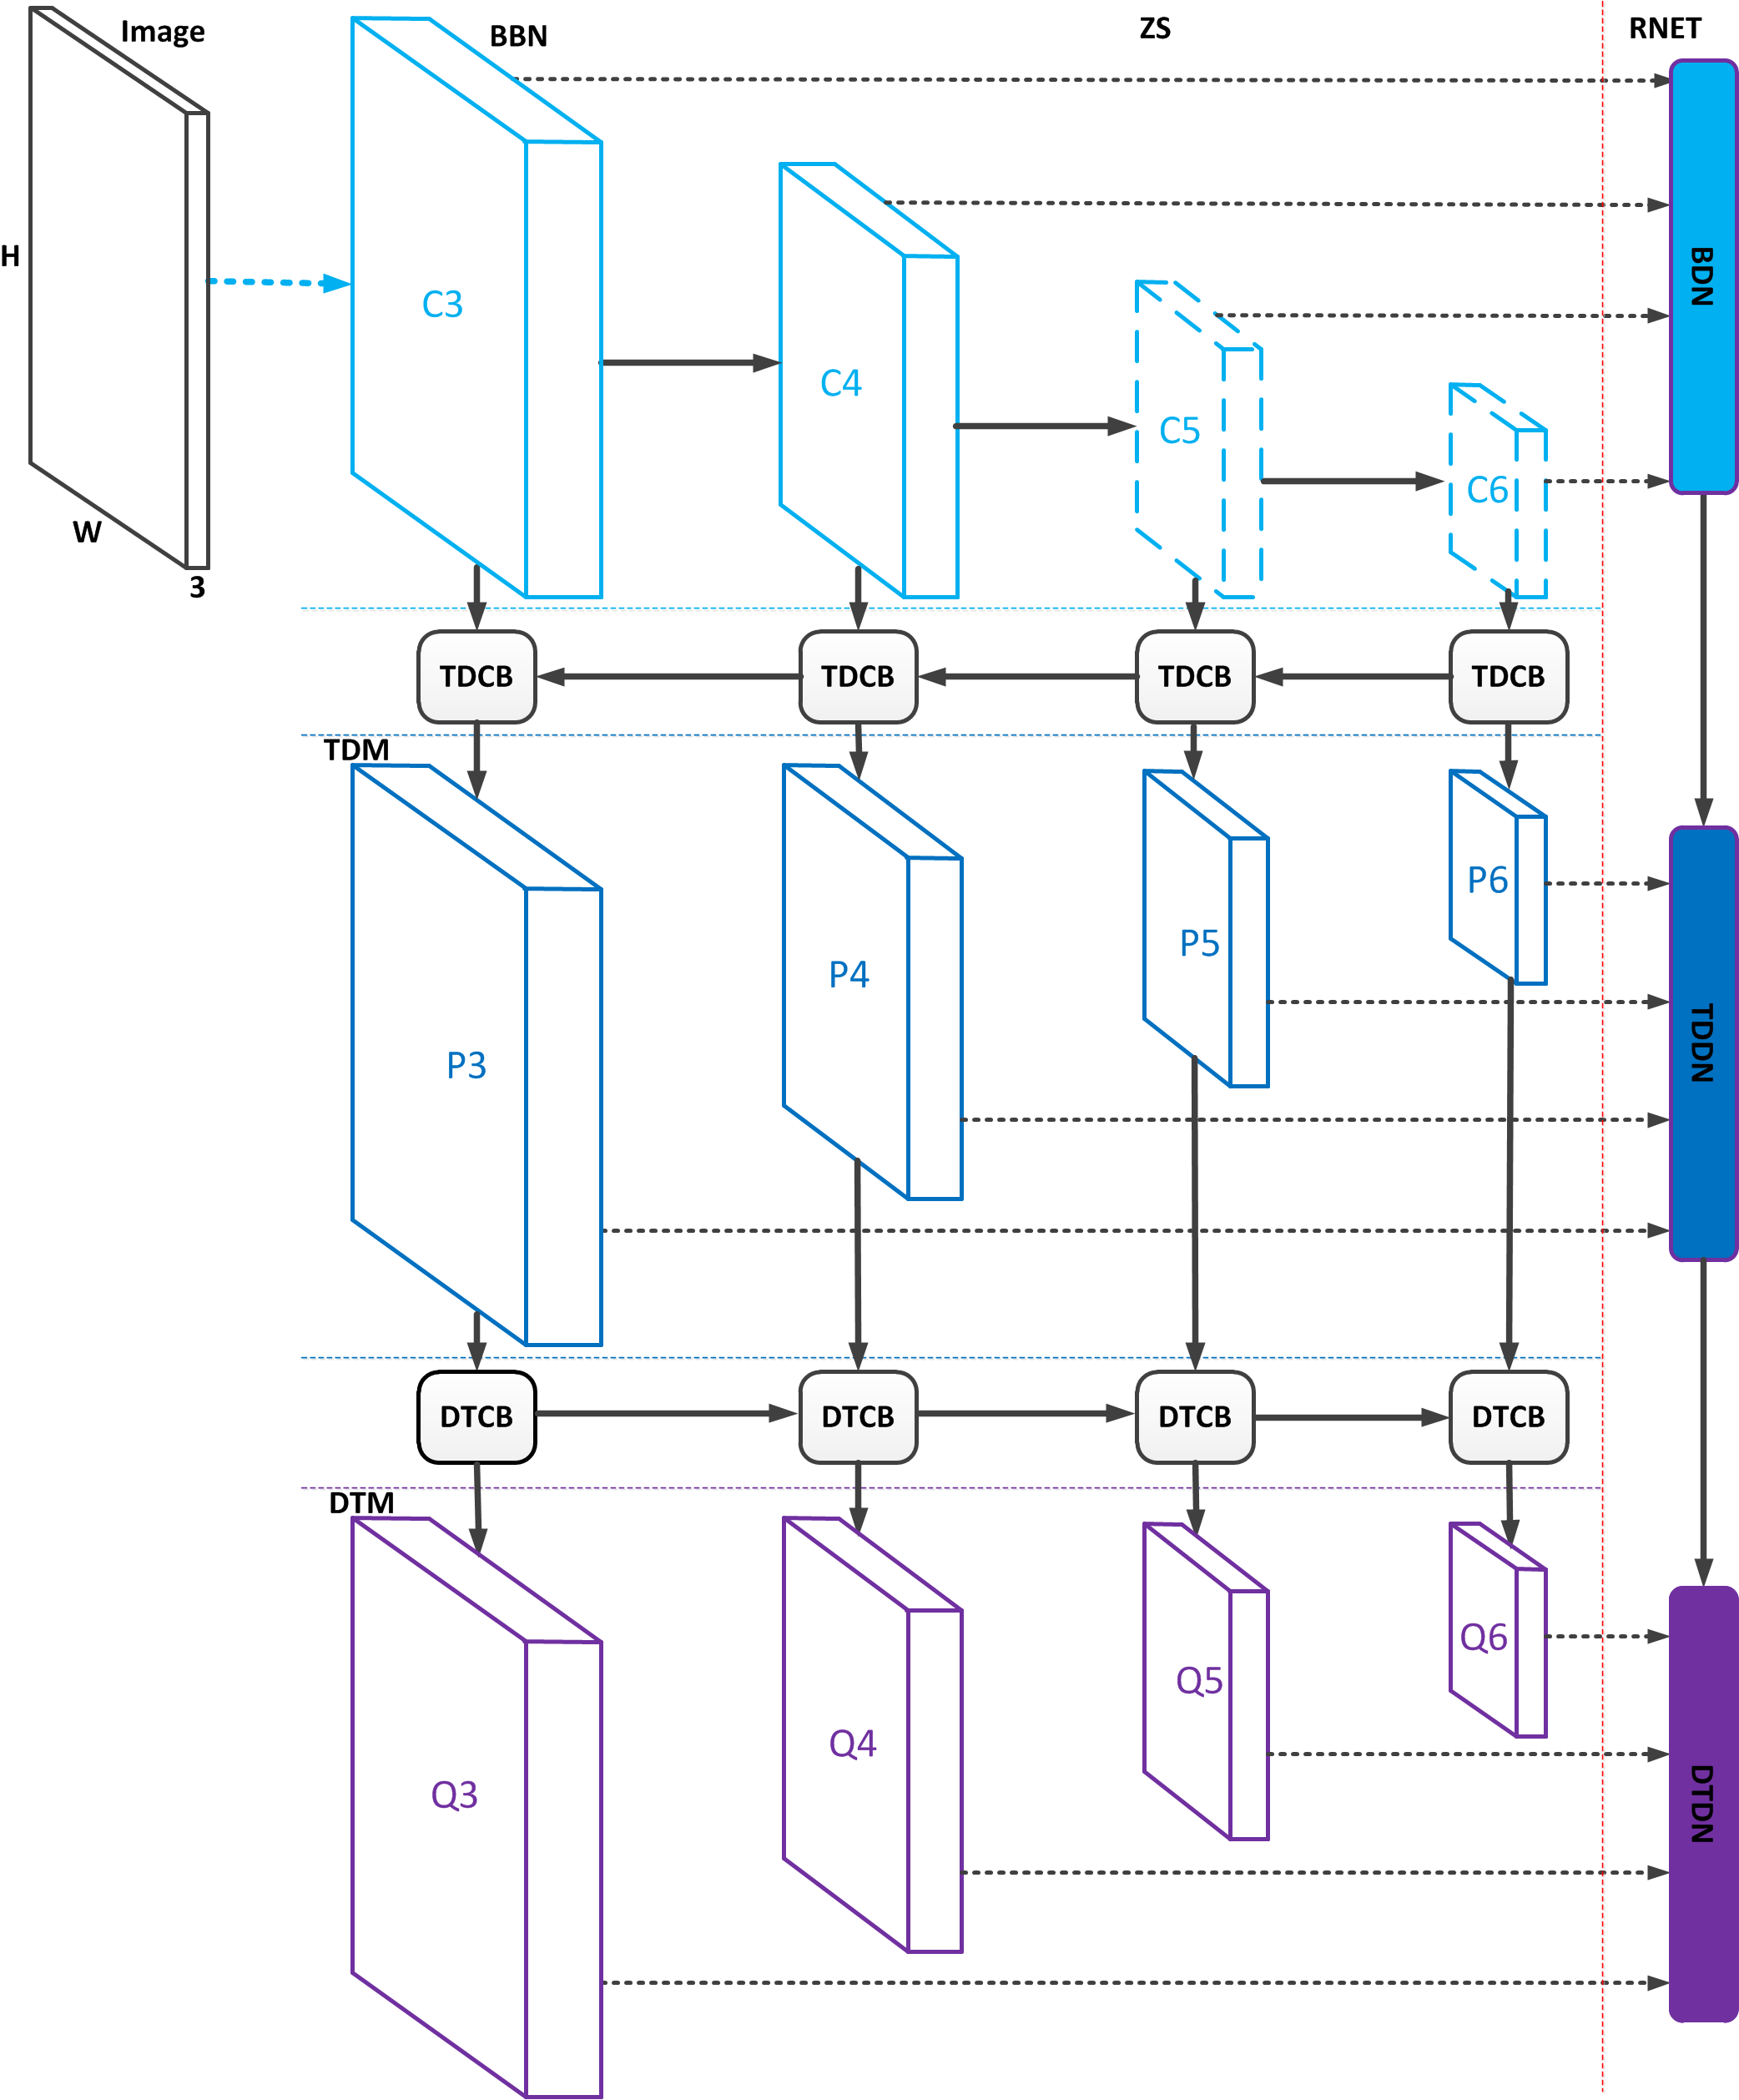 Image
BBN
ZS
RNET
H
W
3
C3
C4
C5
C6
BDN
TDCB
TDCB
TDCB
TDCB
TDM
P3
P4
P5
P6
TDDN
DTCB
DTCB
DTCB
DTCB
DTM
Q3
Q4
Q5
Q6
DTDN